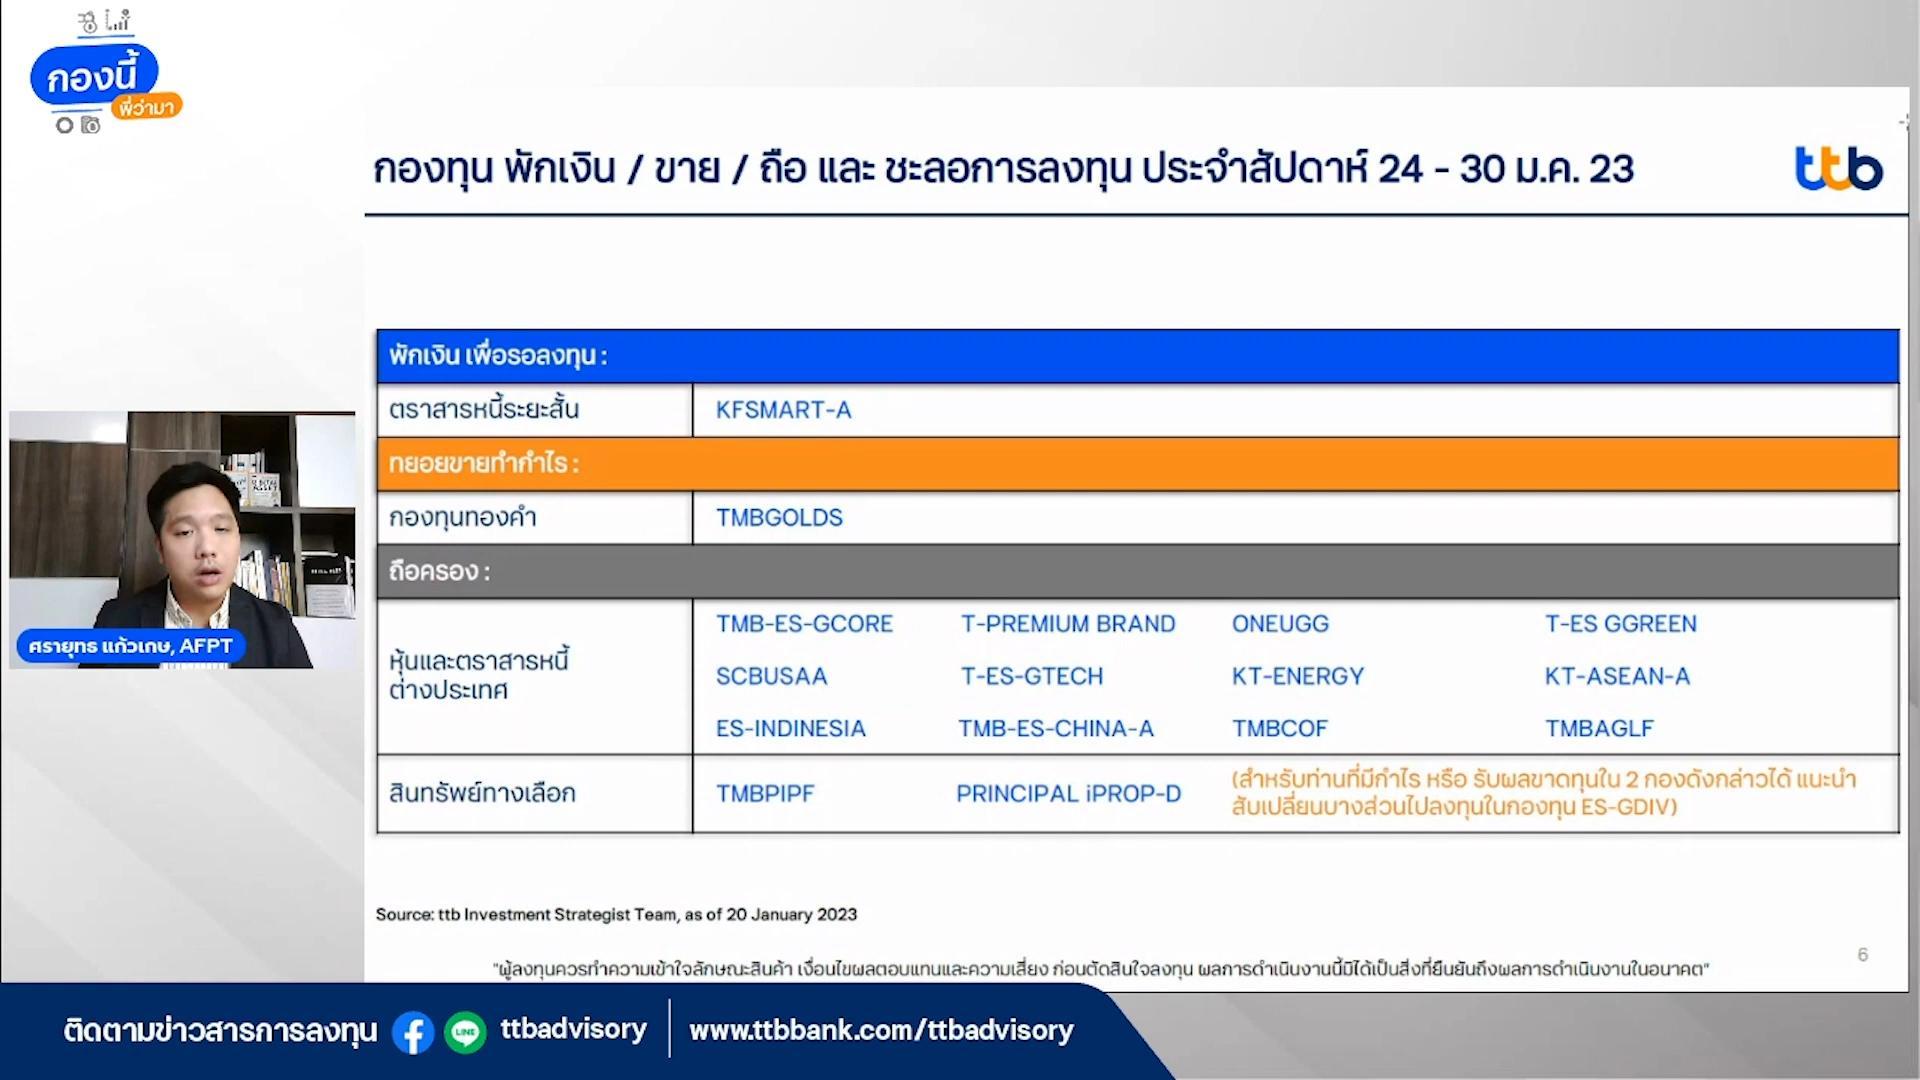 กองนี้
พี่ว่ามา
กองทุน พักเงิน / ขาย / ถือ และ ชะลอการลงทุน ประจำสัปดาห์ 24 - 30 ม.ค. 23
ttb
พักเงิน เพื่อรอลงทุน :
ตราสารหนี้ระยะสั้น KFSMART-A
ทยอยขายทำกำไร :
กองทุนทองคำ TMBGOLDS
ถือครอง :
หุ้นและตราสารหนี้
ต่างประเทศ
TMB-ES-GCORE T-PREMIUM BRAND ONEUGG T-ES GGREEN
SCBUSAA T-ES-GTECH KT-ENERGY KT-ASEAN-A
ES-INDINESIA TMB-ES-CHINA-A TMBCOF TMBAGLF
สินทรัพย์ทางเลือก TMBPIPF PRINCIPAL iPROP-D
(สำหรับท่านที่มีกำไร หรือ รับผลขาดทุนใน 2 กองดังกล่าวได้ แนะนำ
สับเปลี่ยนบางส่วนไปลงทุนในกองทุน ES-GDIV)
ศรายุทธ แก้วเกษ, AFPT
Source: ttb Investment Strategist Team, as of 20 January 2023
6
"ผู้ลงทุนควรทำความเข้าใจลักษณะสินค้า เงื่อนไขผลตอบแทนและความเสี่ยง ก่อนตัดสินใจลงทุน ผลการดำเนินงานนี้มิได้เป็นสิ่งที่ยืนยันถึงผลการดำเนินงานในอนาคต"
ติดตามข่าวสารการลงทุน LINE ttbadvisory www.ttbbank.com/ttbadvisory